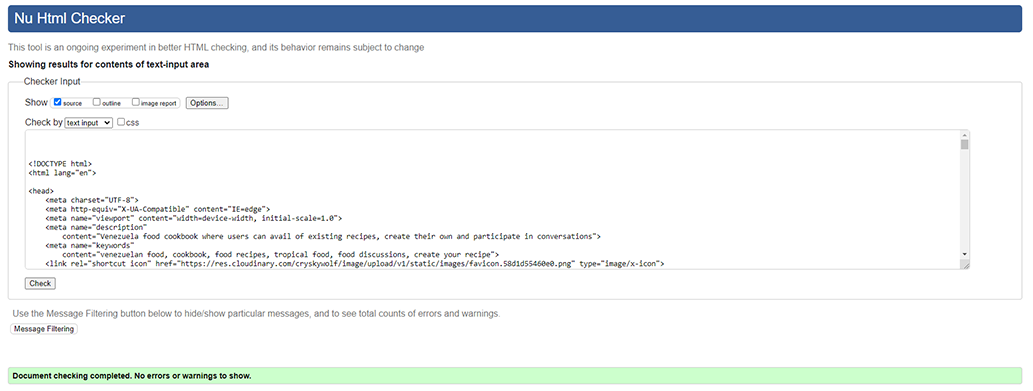 Nu Html Checker
This tool is an ongoing experiment in better HTML checking, and its behavior remains subject to change
Showing results for contents of text-input area
Checker Input
Show source outline image report Options...
Check by text input css
<!DOCTYPE html>
<html lang="en">
<head>
<meta charset="UTF-8">
<meta http-equiv="X-UA-Compatible" content="IE=edge">
<meta name="viewport" content="width=device-width, initial-scale=1.0">
<meta name="description"
content="Venezuela food cookbook where users can avail of existing recipes, create their own and participate in conversations">
<meta name="keywords"
content="venezuelan food, cookbook, food recipes, tropical food, food discussions, create your recipe">
<link rel="shortcut icon" href="https://res.cloudinary.com/cryskywolf/image/upload/v1/static/images/favicon.58d1d55460e0.png" type="image/x-icon">
Check
Use the Message Filtering button below to hide/show particular messages, and to see total counts of errors and warnings.
Message Filtering
Document checking completed. No errors or warnings to show.